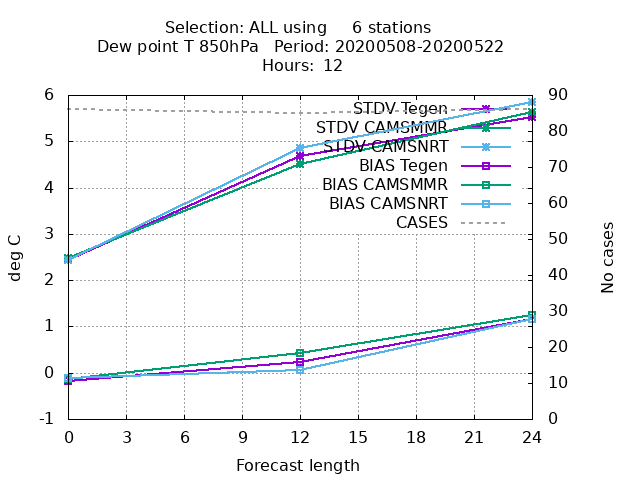 Selection: ALL using 6 stations
Dew point T 850hPa Period: 20200508-20200522
Hours: 12
6 90
STDV Tegen
STDV CAMSMMR
5 80
STDV CAMSNRT
BIAS Tegen
70
4
BIAS CAMSMMR
BIAS CAMSNRT
60
CASES
3
50
deg C
No cases
2 40
1 30
20
0
10
-1 0
0 3 6 9 12 15 18 21 24
Forecast length